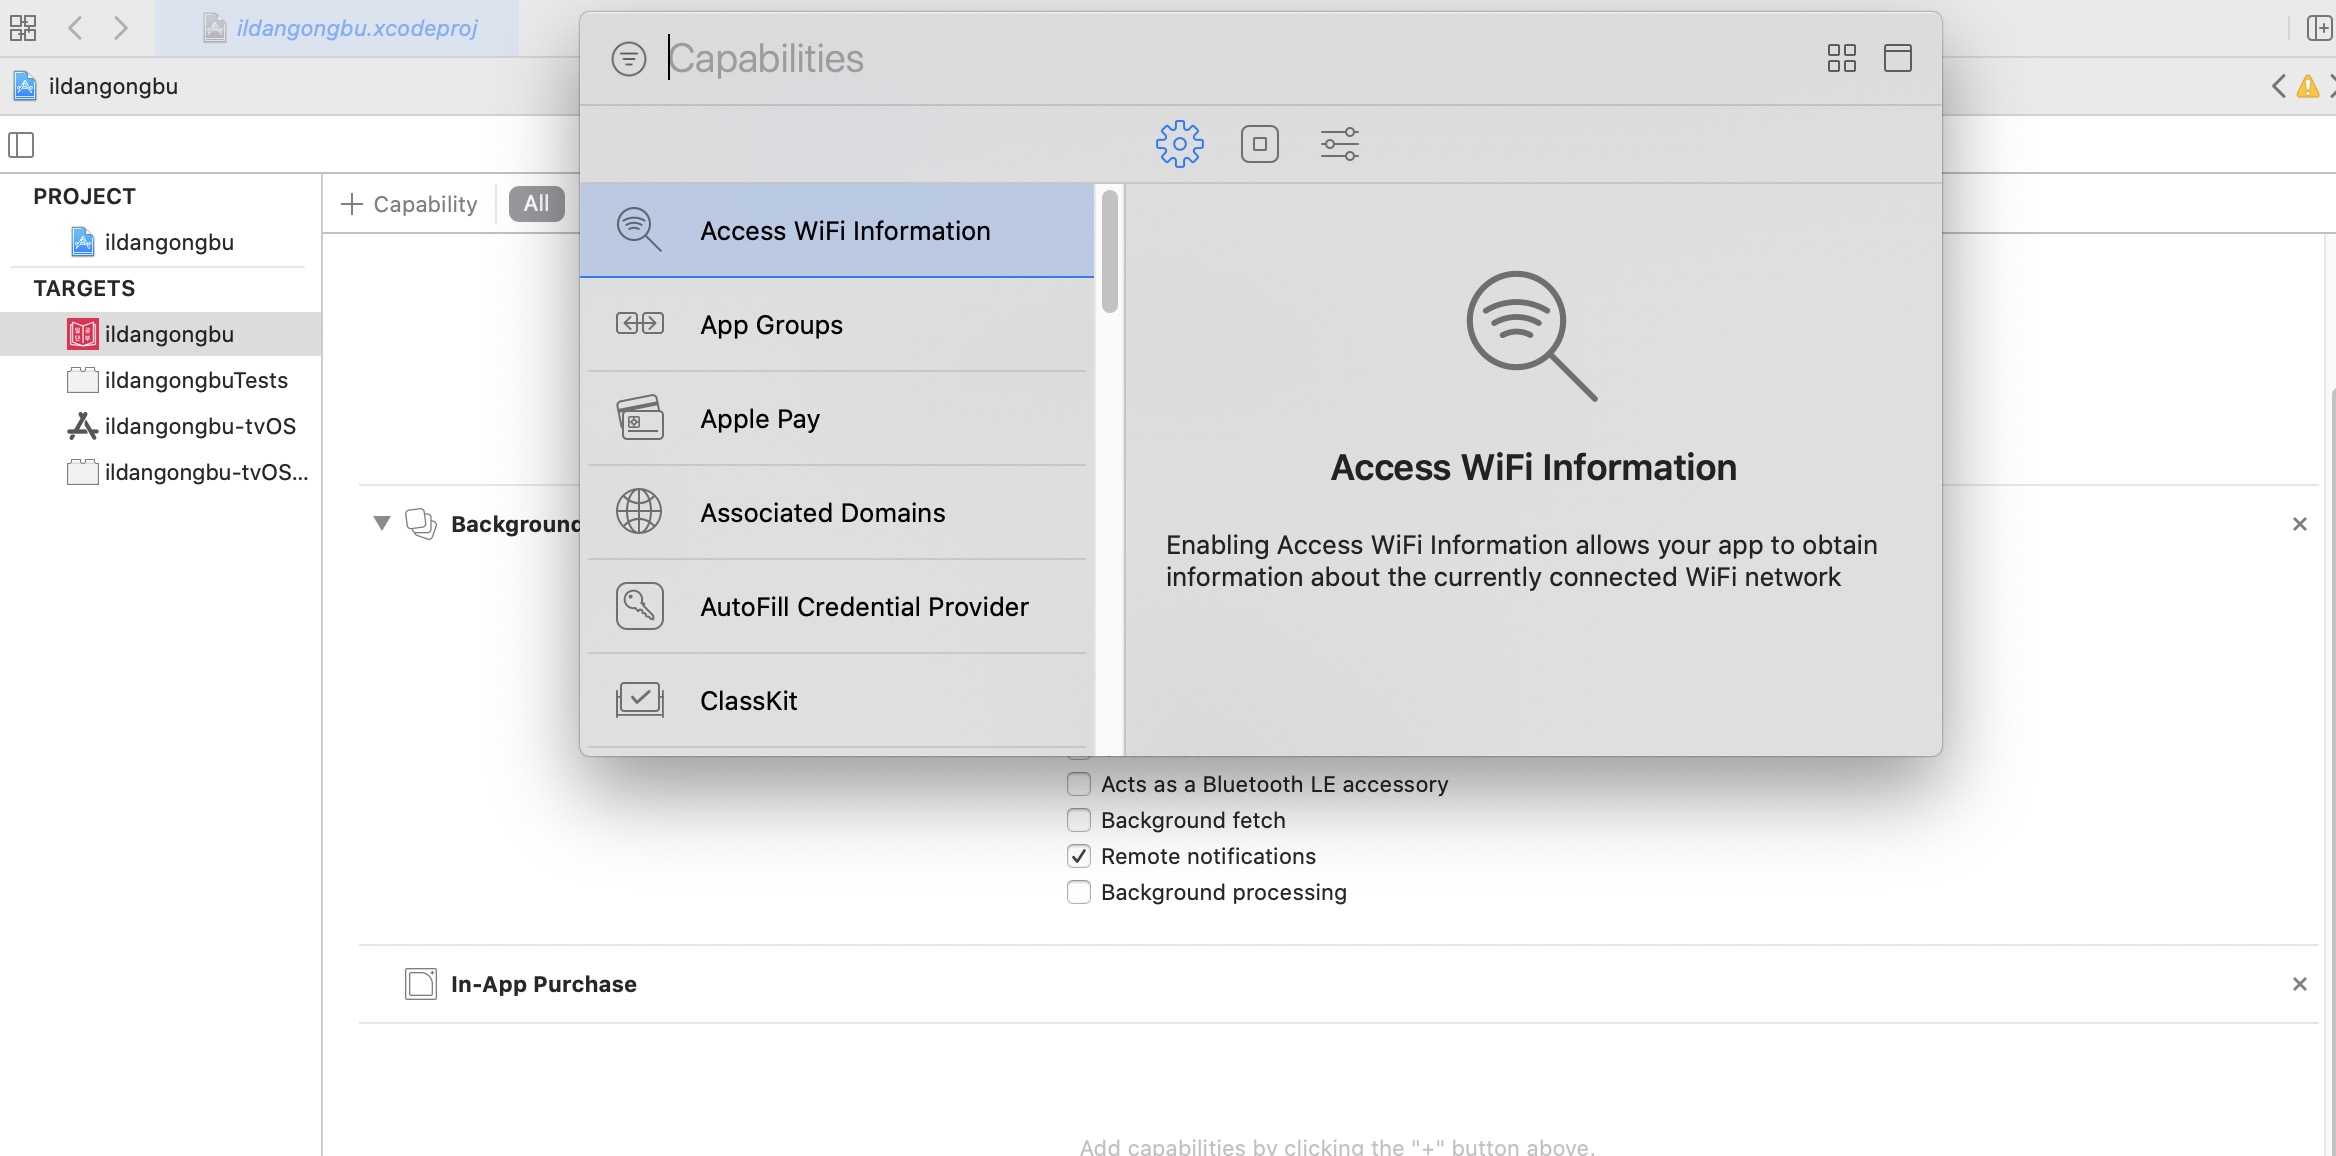 ildangongbu.xcodeproj
Capabilities
ildangongbu
PROJECT
ildangongbu
TARGETS
ildangongbu
ildangongbuTests
ildangongbu-tvOS
ildangongbu-tvOS...
Capability
All
Access WiFi Information
App Groups
Apple Pay
Associated Domains
AutoFill Credential Provider
ClassKit
Access WiFi Information
Enabling Access WiFi Information allows your app to obtain
information about the currently connected WiFi network
Background
Acts as a Bluetooth LE accessory
Background fetch
Remote notifications
Background processing
In-App Purchase
Add capabilities by clicking the "+" button above.